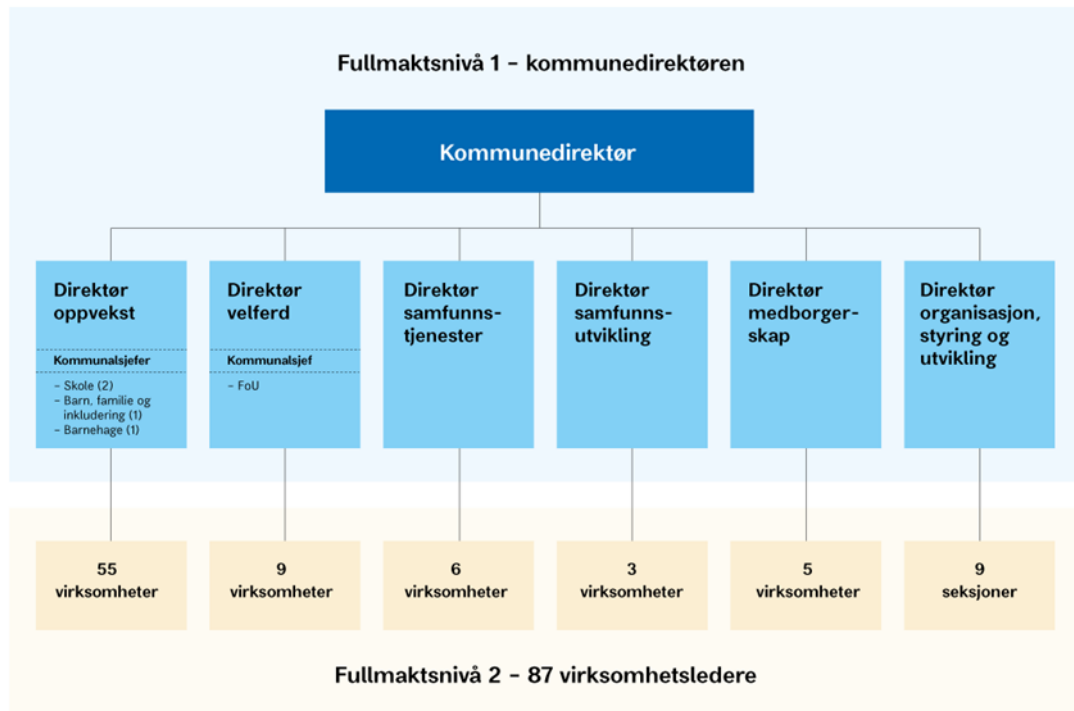 Fullmaktsnivå 1 – kommunedirektøren
Kommunedirektør
Direktør
oppvekst
Kommunalsjefer
– Skole (2)
– Barn, familie og
inkludering (1)
– Barnehage (1)
Direktør
velferd
Kommunalsjef
– FoU
Direktør
samfunns-
tjenester
Direktør
samfunns-
utvikling
Direktør
medborger-
skap
Direktør
organisasjon,
styring og
utvikling
55
virksomheter
9
virksomheter
6
virksomheter
3
virksomheter
5
virksomheter
9
seksjoner
Fullmaktsnivå 2 – 87 virksomhetsledere